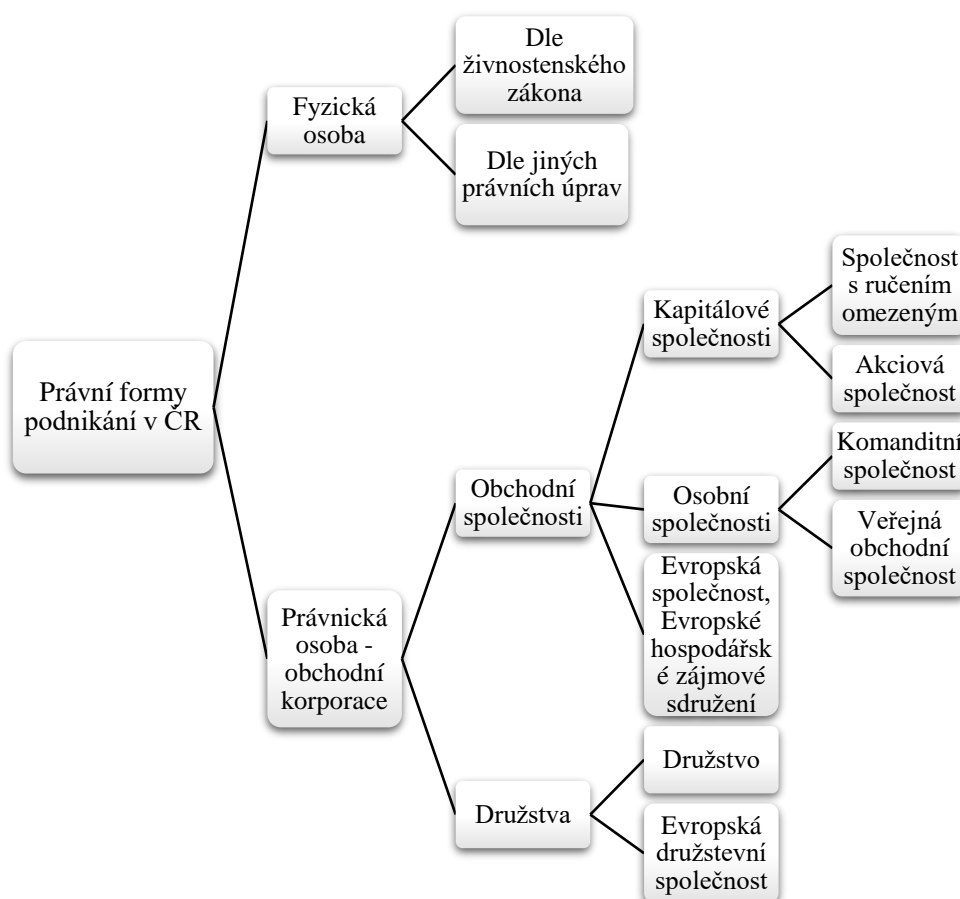 Právní formy
podnikání v ČR
Fyzická
osoba
Dle
živnostenského
zákona
Dle jiných
právních úprav
Právnická
osoba -
obchodní
korporace
Obchodní
společnosti
Kapitálové
společnosti
Společnost
s ručením
omezeným
Akciová
společnost
Osobní
společnosti
Komanditní
společnost
Veřejná
obchodní
společnost
Evropská
společnost,
Evropské
hospodářsk
é zájmové
sdružení
Družstva
Družstvo
Evropská
družstevní
společnost